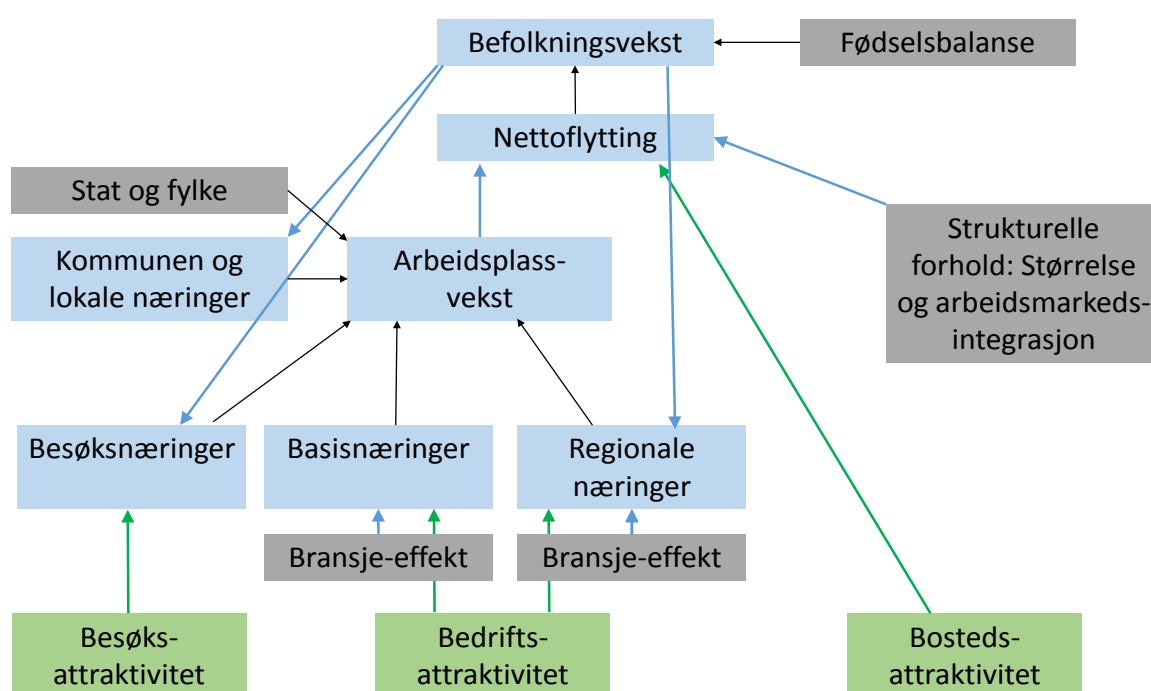 Befolkningsvekst
Fødselsbalanse
Nettoflytting
Stat og fylke
Kommunen og
lokale næringer
Arbeidsplass-
vekst
Strukturelle
forhold: Størrelse
og arbeidsmarkeds-
integrasjon
Besøksnæringer
Basisnæringer
Regionale
næringer
Bransje-effekt
Bransje-effekt
Besøks-
attraktivitet
Bedrifts-
attraktivitet
Bosteds-
attraktivitet